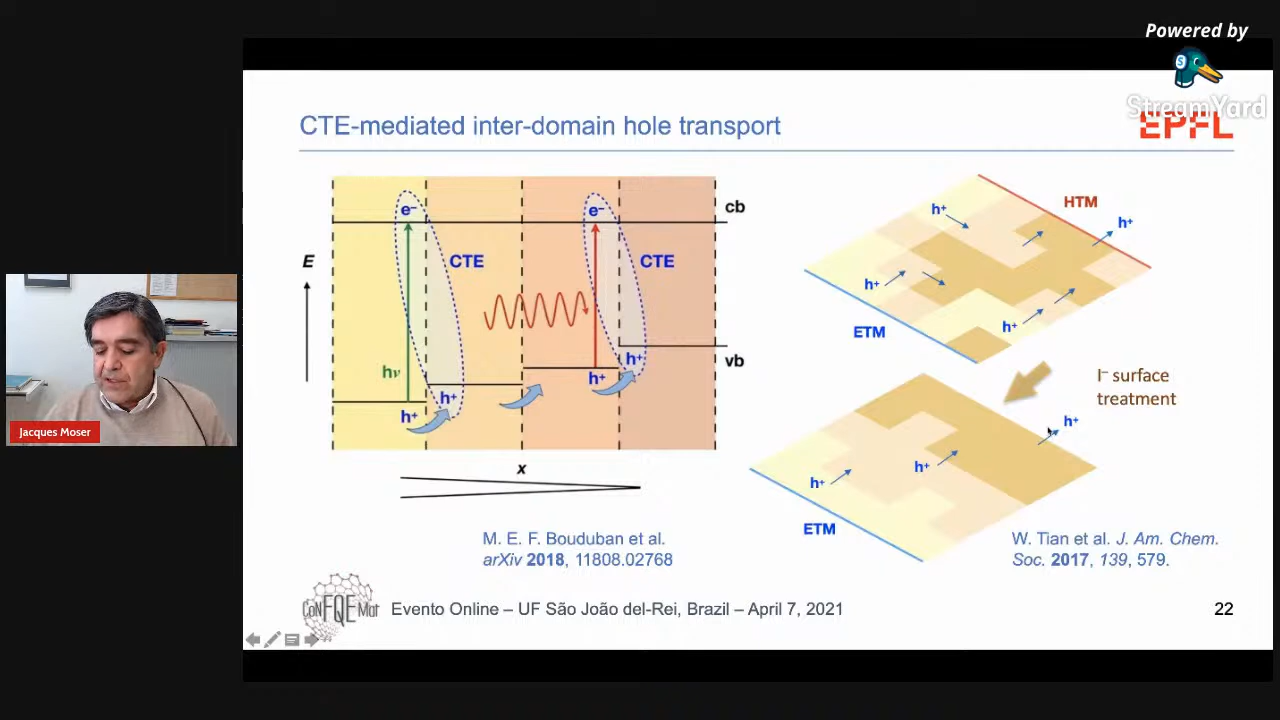 Powered by
StreamYard
CTE-mediated inter-domain hole transport
EPFL
E
e⁻
CTE
hν
h⁺
h⁺
e⁻
CTE
h⁺
h⁺
cb
vb
x
HTM
h⁺
h⁺
h⁺
h⁺
ETM
I⁻ surface
treatment
h⁺
h⁺
h⁺
ETM
Jacques Moser
M. E. F. Bouduban et al.
arXiv 2018, 11808.02768
W. Tian et al. J. Am. Chem.
Soc. 2017, 139, 579.
CoNFQEMat
Evento Online – UF São João del-Rei, Brazil – April 7, 2021
22